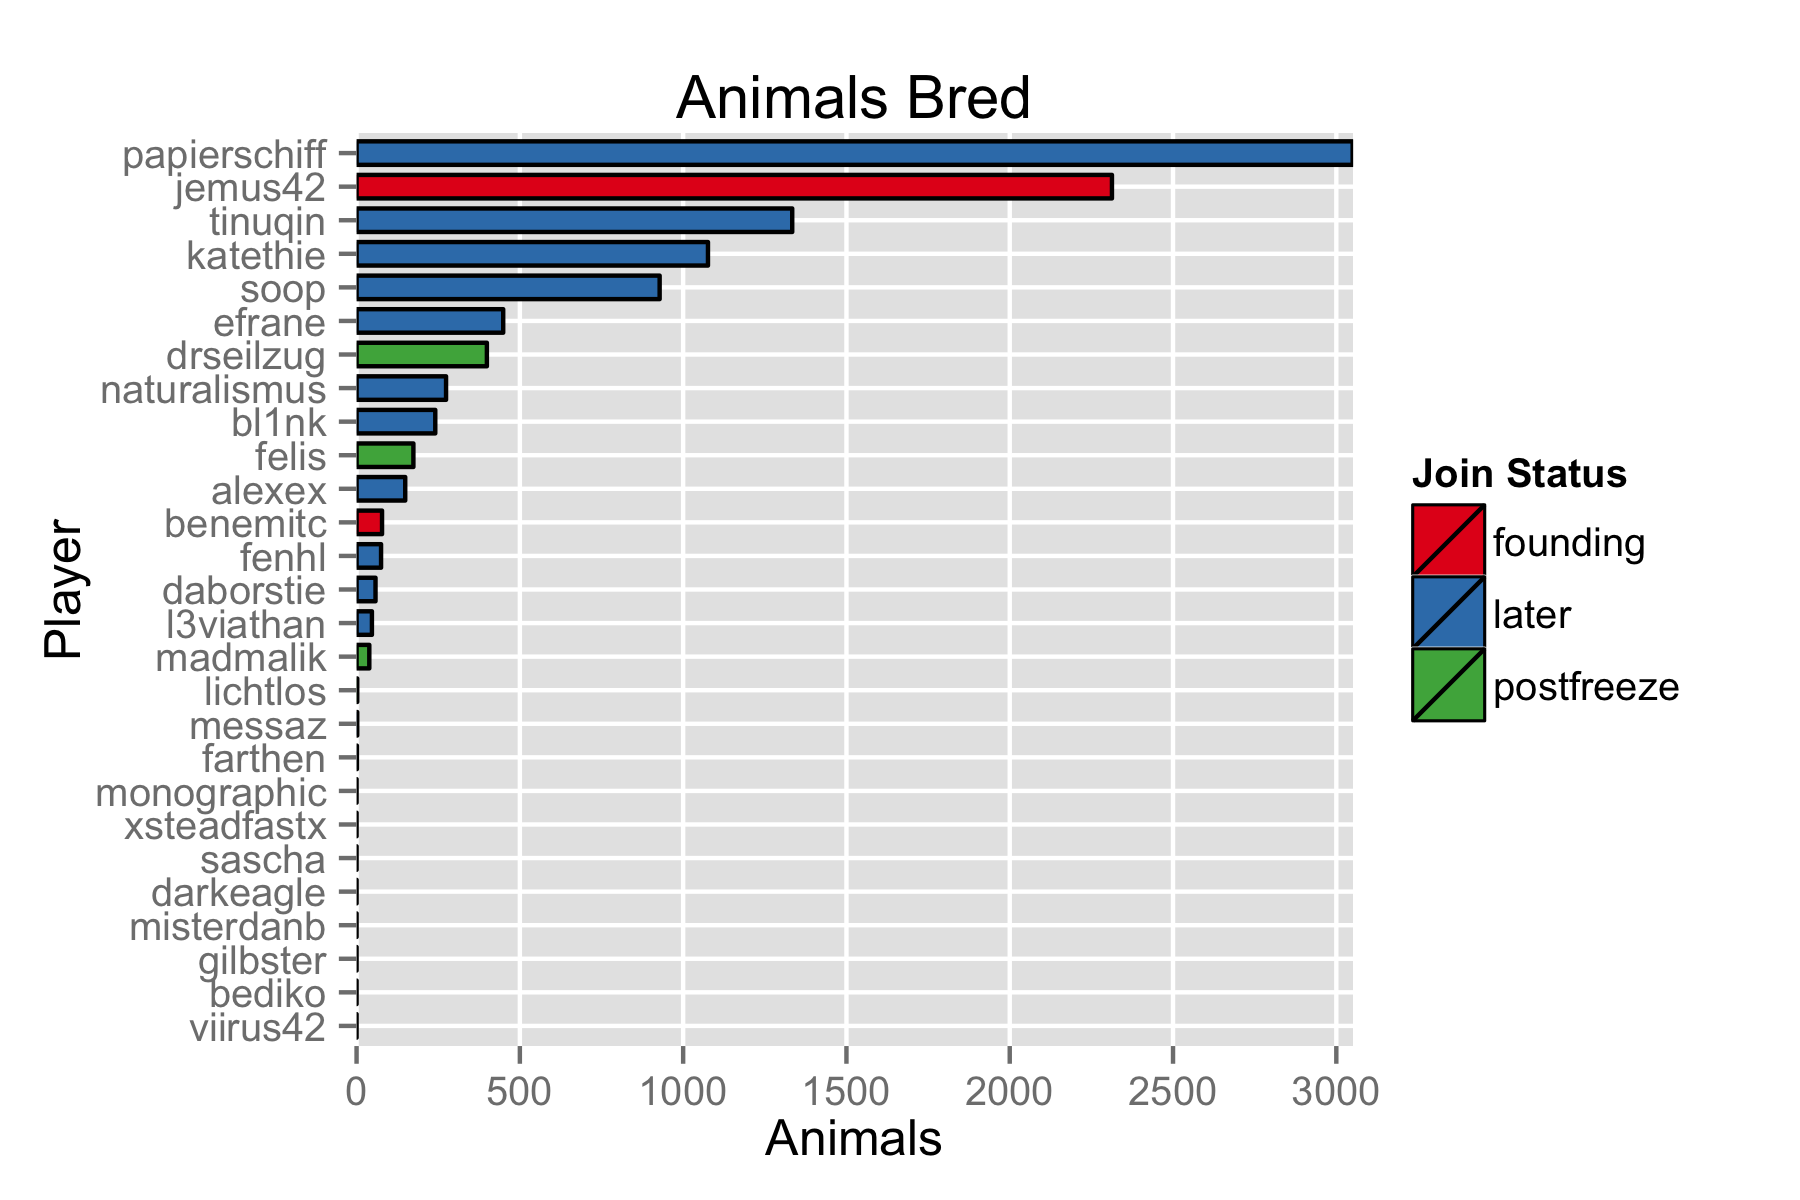 Animals Bred
papierschiff
jemus42
tinuqin
katethie
soop
efrane
drseilzug
naturalismus
bl1nk
felis
alexex
benemitc
fenhl
daborstie
l3viathan
madmalik
lichtlos
messaz
farthen
monographic
xsteadfastx
sascha
darkeagle
misterdanb
gilbster
bediko
viirus42
Player
0 500 1000 1500 2000 2500 3000
Animals
Join Status
founding
later
postfreeze